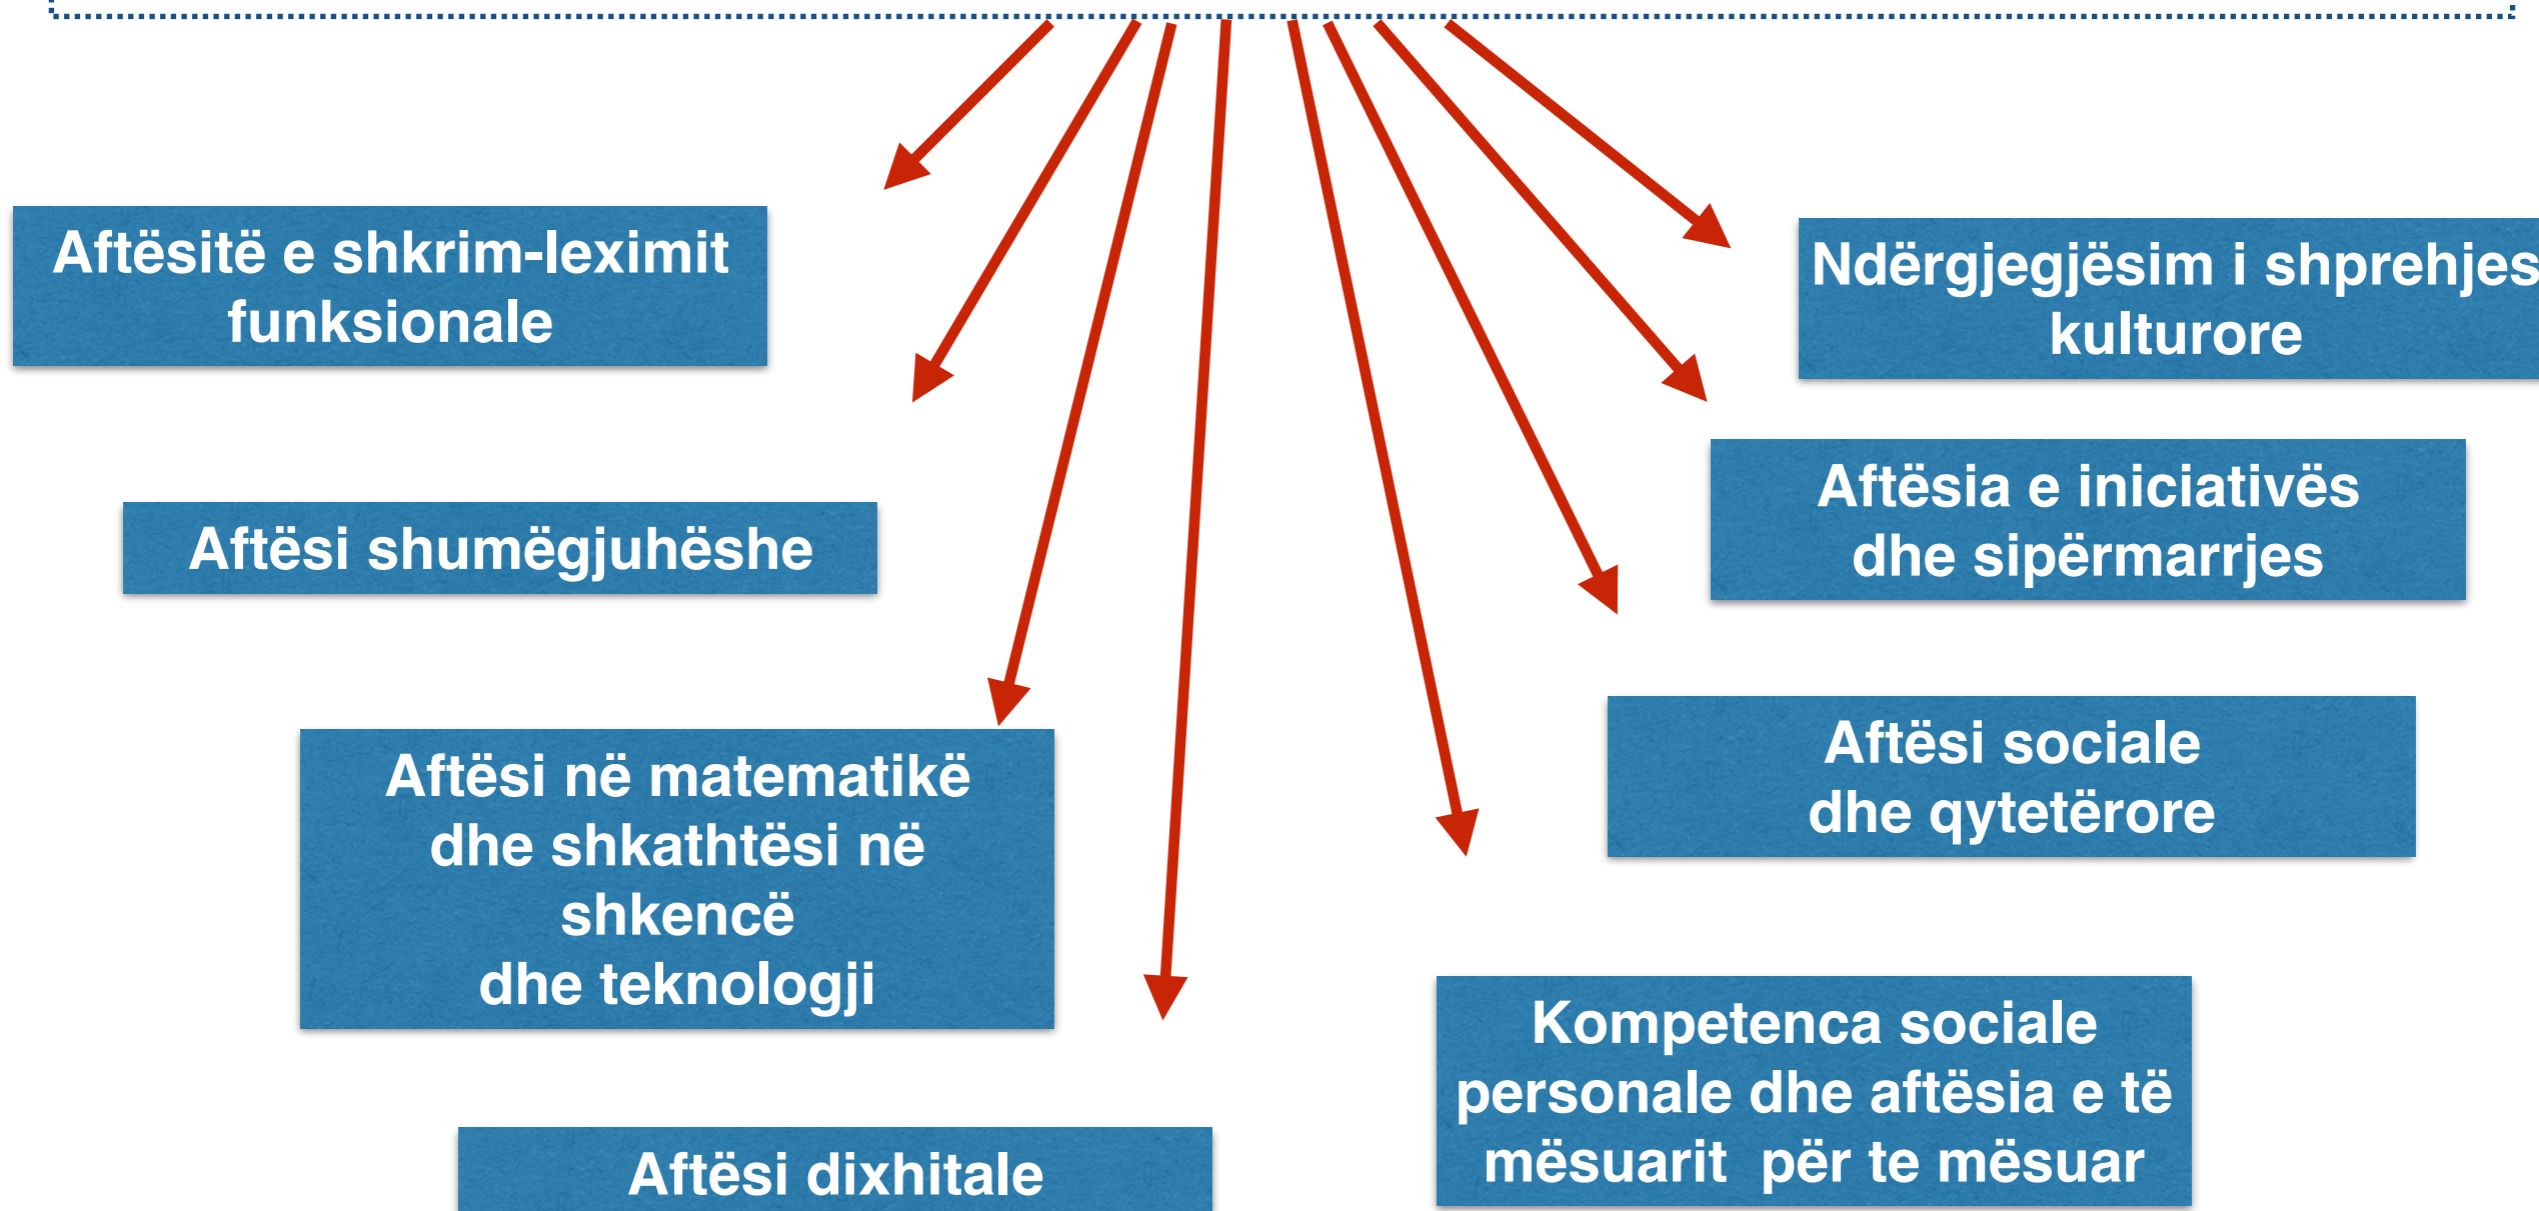 Aftësitë e shkrim-leximit
funksionale
Aftësi shumëgjuhëshe
Aftësi në matematikë
dhe shkathtësi në
shkencë
dhe teknologji
Aftësi dixhitale
Ndërgjegjësim i shprehjes
kulturore
Aftësia e iniciativës
dhe sipërmarrjes
Aftësi sociale
dhe qytetërore
Kompetenca sociale
personale dhe aftësia e të
mësuarit për te mësuar